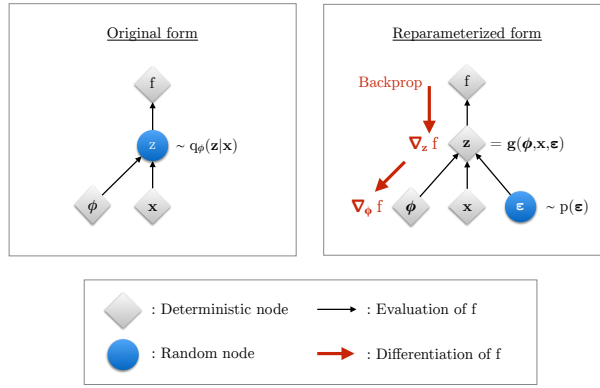 Original form
f
z ~ qϕ(z|x)
ϕ x
Reparameterized form
f
Backprop
∇z f z = g(ϕ,x,ε)
∇ϕ f ϕ x ε ~ p(ε)
: Deterministic node : Evaluation of f
: Random node : Differentiation of f